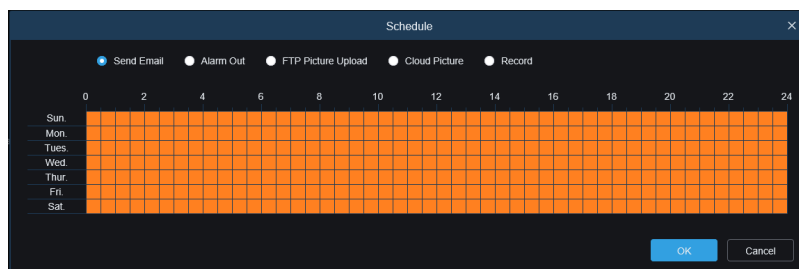 Schedule
Send Email Alarm Out FTP Picture Upload Cloud Picture Record
0 2 4 6 8 10 12 14 16 18 20 22 24
Sun.
Mon.
Tues.
Wed.
Thur.
Fri.
Sat.
OK Cancel